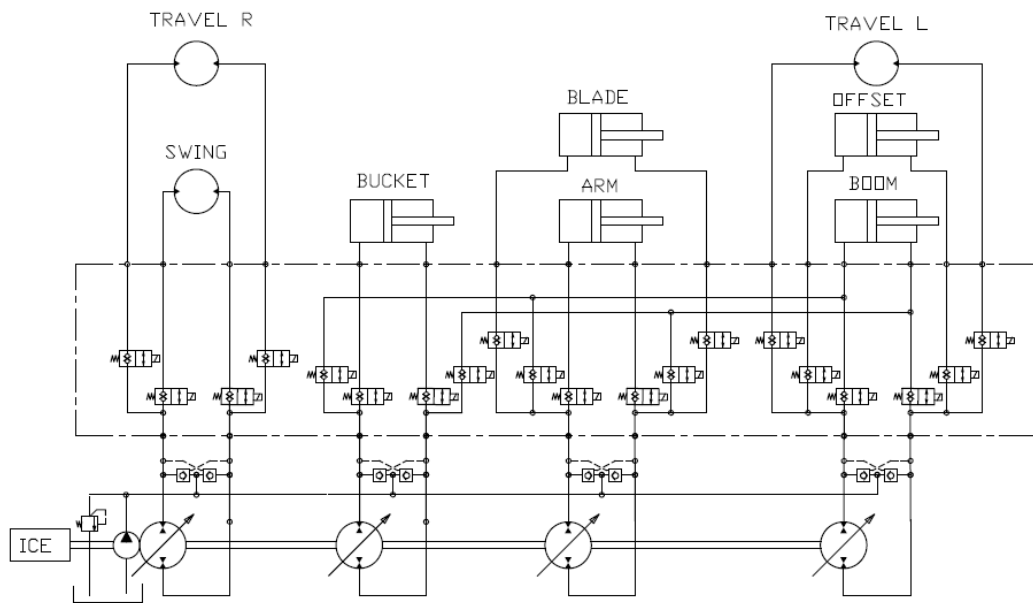 TRAVEL R
TRAVEL L
BLADE
OFFSET
SWING
BUCKET
ARM
BOOM
ICE